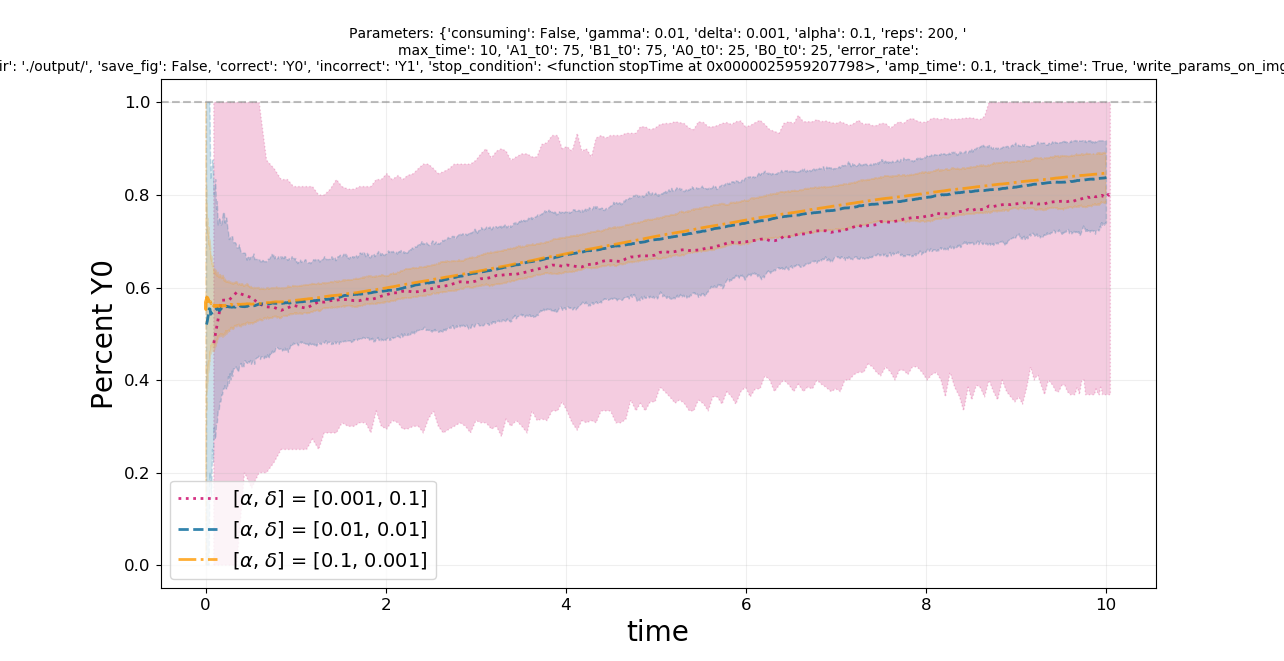 Parameters: {'consuming': False, 'gamma': 0.01, 'delta': 0.001, 'alpha': 0.1, 'reps': 200, '
max_time': 10, 'A1_t0': 75, 'B1_t0': 75, 'A0_t0': 25, 'B0_t0': 25, 'error_rate':
ir': './output/', 'save_fig': False, 'correct': 'Y0', 'incorrect': 'Y1', 'stop_condition': <function stopTime at 0x0000025959207798>, 'amp_time': 0.1, 'track_time': True, 'write_params_on_img
1.0
0.8
0.6
0.4
0.2
0.0
Percent Y0
[α, δ] = [0.001, 0.1]
[α, δ] = [0.01, 0.01]
[α, δ] = [0.1, 0.001]
0 2 4 6 8 10
time